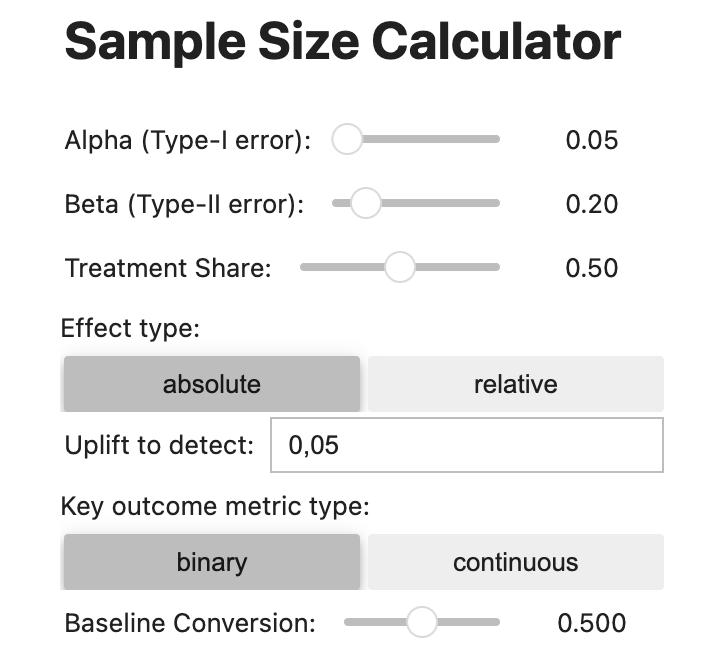 Sample Size Calculator
Alpha (Type-I error): 0.05
Beta (Type-II error): 0.20
Treatment Share: 0.50
Effect type:
absolute relative
Uplift to detect: 0,05
Key outcome metric type:
binary continuous
Baseline Conversion: 0.500